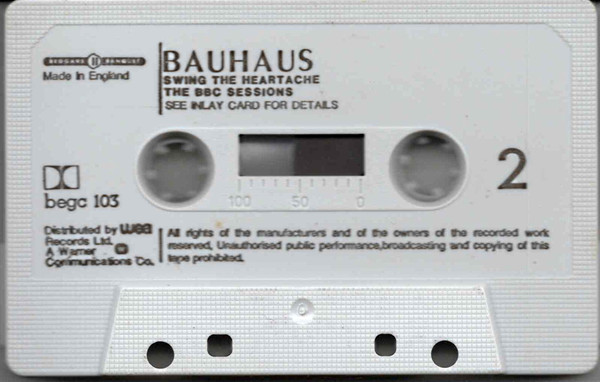 BEGGARS BANQUET
Made In England
BAUHAUS
SWING THE HEARTACHE
THE BBC SESSIONS
SEE INLAY CARD FOR DETAILS
begc 103
2
100 50 0
Distributed by wea
Records Ltd.
A Warner
Communications Co.
All rights of the manufacturers and of the owners of the recorded work
reserved, Unauthorised public performance,broadcasting and copying of this
tape prohibited.